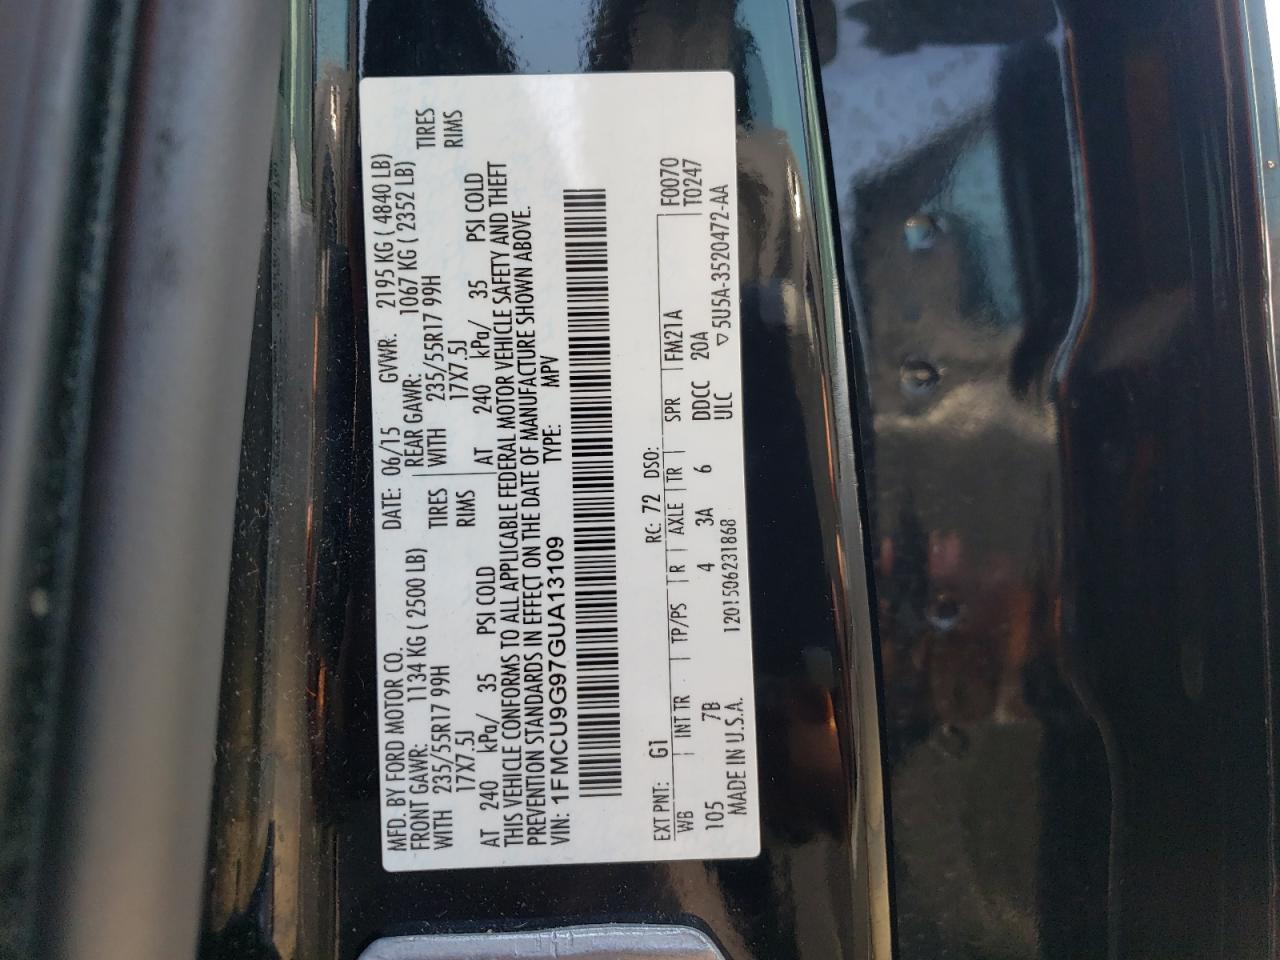 MFD. BY FORD MOTOR CO. DATE: 06/15 GVWR: 2195 KG ( 4840 LB)
FRONT GAWR: 1134 KG ( 2500 LB) REAR GAWR: 1067 KG ( 2352 LB)
WITH 235/55R17 99H TIRES WITH 235/55R17 99H TIRES
17X7.5J RIMS 17X7.5J RIMS
AT 240 kPa/ 35 PSI COLD AT 240 kPa/ 35 PSI COLD
THIS VEHICLE CONFORMS TO ALL APPLICABLE FEDERAL MOTOR VEHICLE SAFETY AND THEFT
PREVENTION STANDARDS IN EFFECT ON THE DATE OF MANUFACTURE SHOWN ABOVE.
VIN: 1FMCU9G97GUA13109 TYPE: MPV
EXT PNT: G1 RC: 72 DSO: F0070
WB INT TR TP/PS R AXLE TR SPR FM21A T0247
105 7B 4 3A 6 DDCC 20A
MADE IN U.S.A. 1201506231868 ULC ▽5U5A-3520472-AA